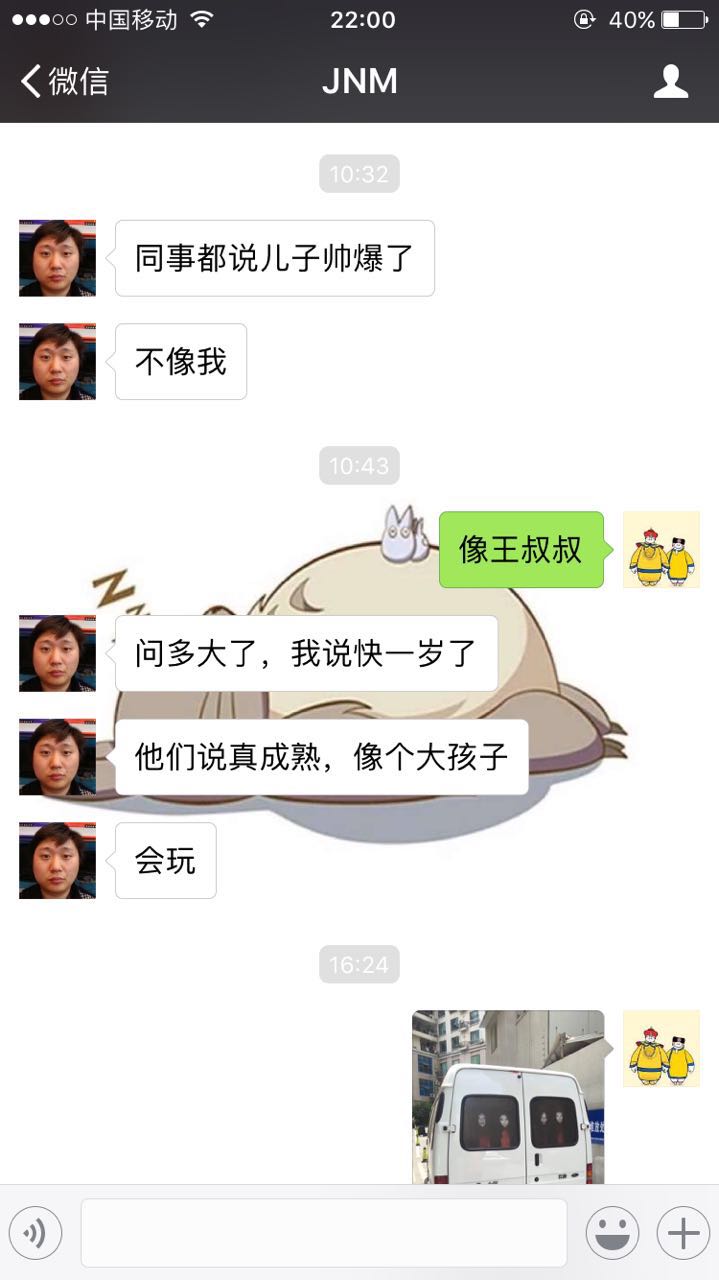 中国移动 22:00 40%
微信 JNM
10:32
同事都说儿子帅爆了
不像我
10:43
像王叔叔
问多大了，我说快一岁了
他们说真成熟，像个大孩子
会玩
16:24